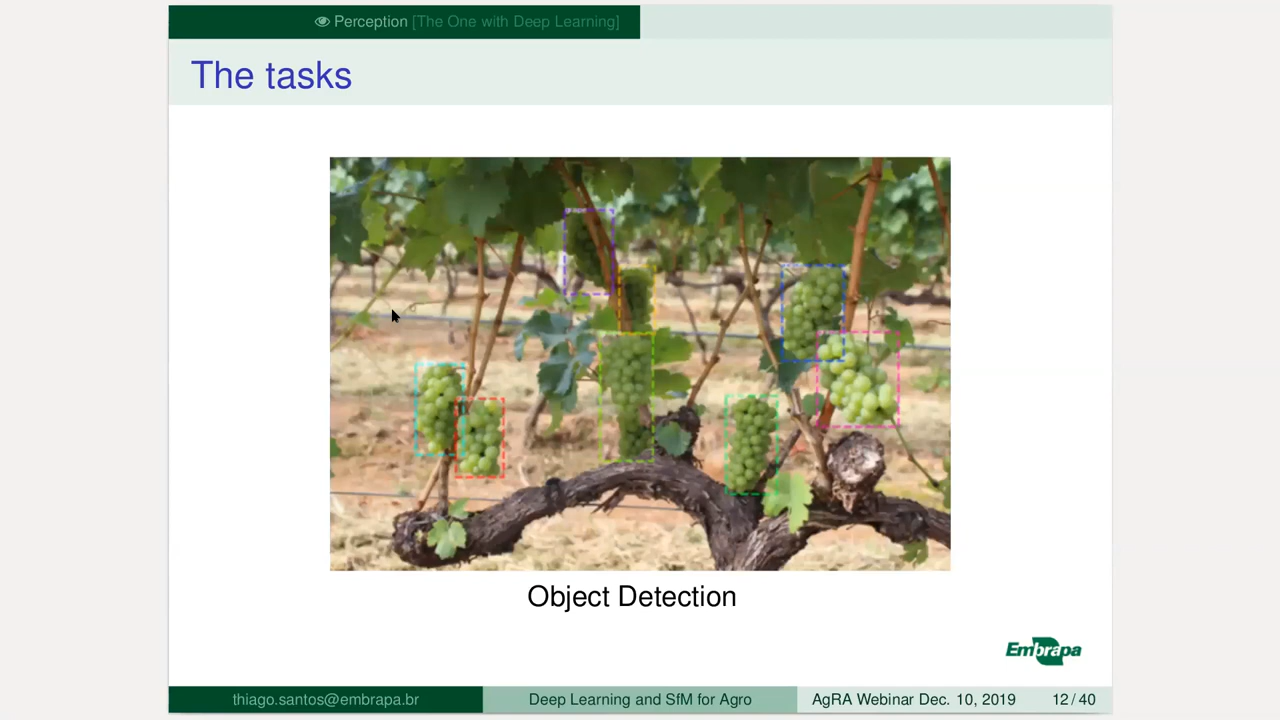 Perception [The One with Deep Learning]
The tasks
Object Detection
Embrapa
thiago.santos@embrapa.br
Deep Learning and SfM for Agro
AgRA Webinar Dec. 10, 2019
12/40